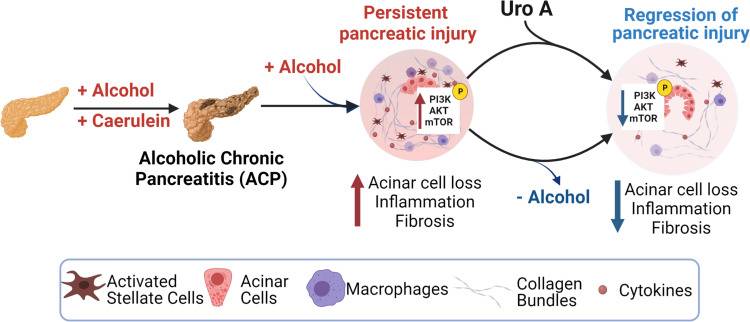 Persistent
pancreatic injury
Uro A
Regression of
pancreatic injury
+ Alcohol
+ Caerulein
+ Alcohol
P
PI3K
AKT
mTOR
P
PI3K
AKT
mTOR
Alcoholic Chronic
Pancreatitis (ACP)
Acinar cell loss
Inflammation
Fibrosis
- Alcohol
Acinar cell loss
Inflammation
Fibrosis
Activated
Stellate Cells
Acinar
Cells
Macrophages
Collagen
Bundles
Cytokines